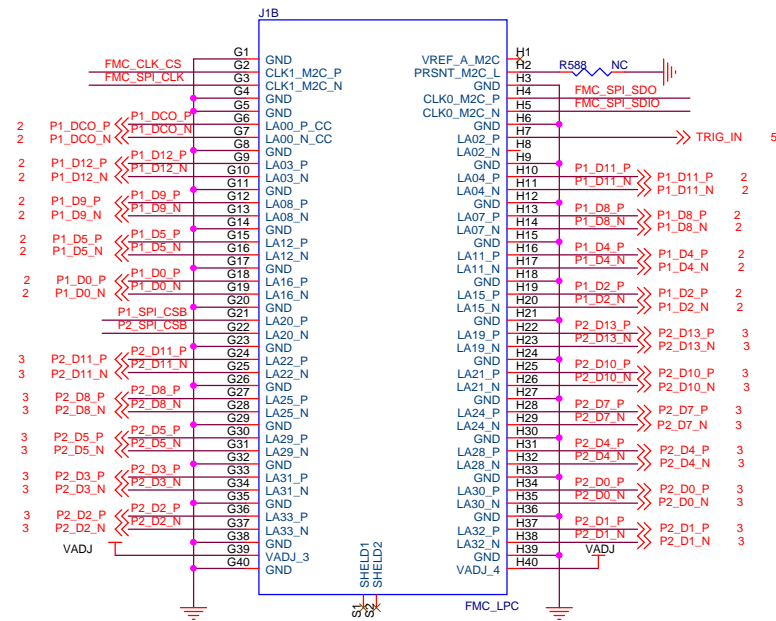 J1B
G1 GND VREF_A_M2C H1
FMC_CLK_CS G2 CLK1_M2C_P PRSNT_M2C_L H2 R588 NC
FMC_SPI_CLK G3 CLK1_M2C_N GND H3
G4 GND CLK0_M2C_P H4 FMC_SPI_SDO
G5 GND CLK0_M2C_N H5 FMC_SPI_SDIO
2 P1_DCO_P P1_DCO_P G6 LA00_P_CC GND H6
2 P1_DCO_N P1_DCO_N G7 LA00_N_CC LA02_P H7 TRIG_IN 5
G8 GND LA02_N H8
2 P1_D12_P P1_D12_P G9 LA03_P GND H9
2 P1_D12_N P1_D12_N G10 LA03_N LA04_P H10 P1_D11_P P1_D11_P 2
G11 GND LA04_N H11 P1_D11_N P1_D11_N 2
2 P1_D9_P P1_D9_P G12 LA08_P GND H12
2 P1_D9_N P1_D9_N G13 LA08_N LA07_P H13 P1_D8_P P1_D8_P 2
G14 GND LA07_N H14 P1_D8_N P1_D8_N 2
2 P1_D5_P P1_D5_P G15 LA12_P GND H15
2 P1_D5_N P1_D5_N G16 LA12_N LA11_P H16 P1_D4_P P1_D4_P 2
G17 GND LA11_N H17 P1_D4_N P1_D4_N 2
2 P1_D0_P P1_D0_P G18 LA16_P GND H18
2 P1_D0_N P1_D0_N G19 LA16_N LA15_P H19 P1_D2_P P1_D2_P 2
G20 GND LA15_N H20 P1_D2_N P1_D2_N 2
P1_SPI_CSB G21 LA20_P GND H21
P2_SPI_CSB G22 LA20_N LA19_P H22 P2_D13_P P2_D13_P 3
G23 GND LA19_N H23 P2_D13_N P2_D13_N 3
3 P2_D11_P P2_D11_P G24 LA22_P GND H24
3 P2_D11_N P2_D11_N G25 LA22_N LA21_P H25 P2_D10_P P2_D10_P 3
G26 GND LA21_N H26 P2_D10_N P2_D10_N 3
3 P2_D8_P P2_D8_P G27 LA25_P GND H27
3 P2_D8_N P2_D8_N G28 LA25_N LA24_P H28 P2_D7_P P2_D7_P 3
G29 GND LA24_N H29 P2_D7_N P2_D7_N 3
3 P2_D5_P P2_D5_P G30 LA29_P GND H30
3 P2_D5_N P2_D5_N G31 LA29_N LA28_P H31 P2_D4_P P2_D4_P 3
G32 GND LA28_N H32 P2_D4_N P2_D4_N 3
3 P2_D3_P P2_D3_P G33 LA31_P GND H33
3 P2_D3_N P2_D3_N G34 LA31_N LA30_P H34 P2_D0_P P2_D0_P 3
G35 GND LA30_N H35 P2_D0_N P2_D0_N 3
3 P2_D2_P P2_D2_P G36 LA33_P GND H36
3 P2_D2_N P2_D2_N G37 LA33_N LA32_P H37 P2_D1_P P2_D1_P 3
G38 GND LA32_N H38 P2_D1_N P2_D1_N 3
VADJ G39 VADJ_3 GND H39 VADJ
G40 GND VADJ_4 H40
SHIELD1
SHIELD2
S1
S2
FMC_LPC